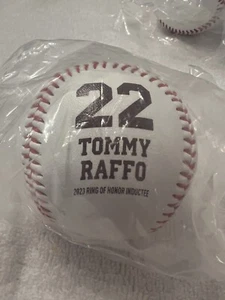 22
TOMMY
RAFFO
2023 RING OF HONOR INDUCTEE